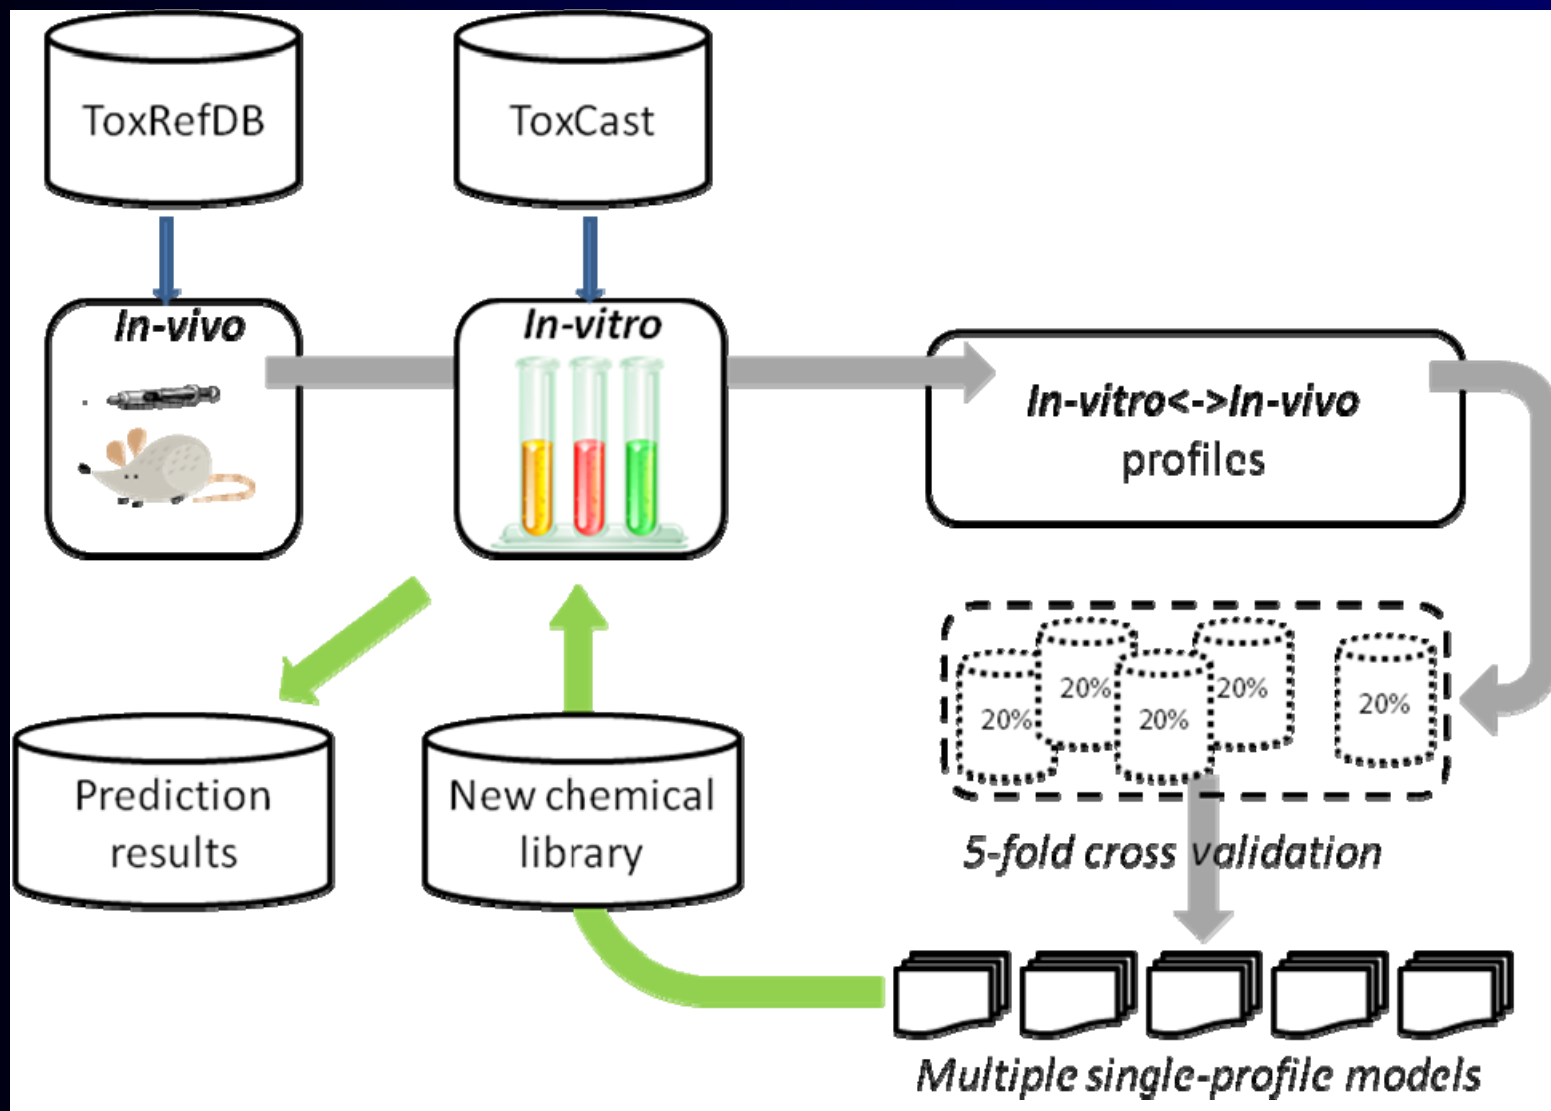 ToxRefDB
ToxCast
In-vivo
In-vitro
In-vitro<->In-vivo
profiles
20%
20%
20%
20%
20%
5-fold cross validation
Prediction
results
New chemical
library
Multiple single-profile models